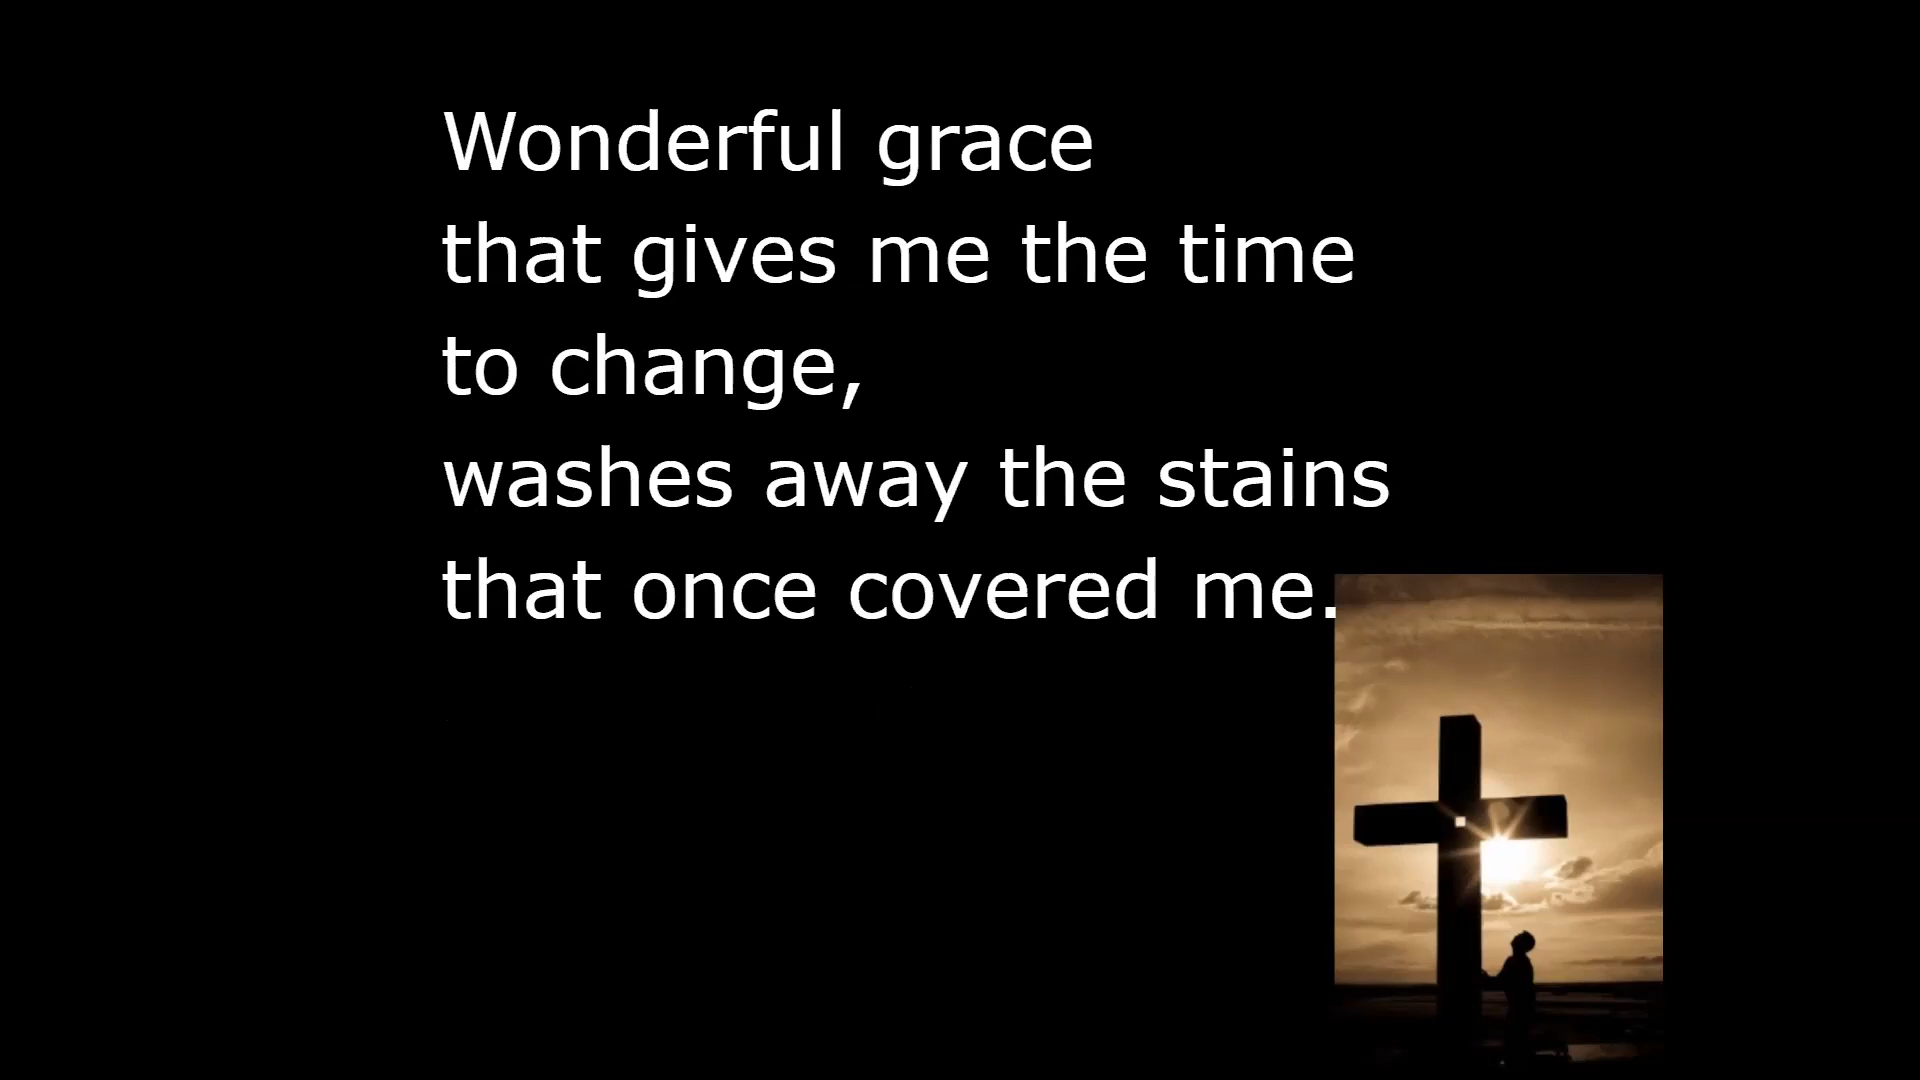 Wonderful grace
that gives me the time
to change,
washes away the stains
that once covered me.